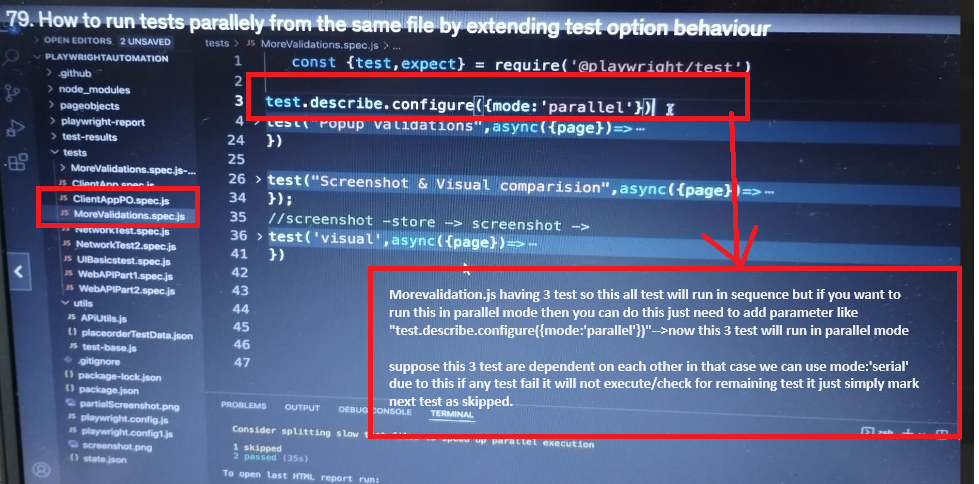 79. How to run tests parallely from the same file by extending test option behaviour
OPEN EDITORS 2 UNSAVED
PLAYWRIGHTAUTOMATION
.github
node_modules
pageobjects
playwright-report
test-results
tests
MoreValidations.spec.js-...
ClientApp.spec.js
ClientAppPO.spec.js
MoreValidations.spec.js
NetworkTest.spec.js
NetworkTest2.spec.js
UIBasicstest.spec.js
WebAPIPart1.spec.js
WebAPIPart2.spec.js
utils
APiUtils.js
placeorderTestData.json
test-base.js
.gitignore
package-lock.json
package.json
partialScreenshot.png
playwright.config.js
playwright.config1.js
screenshot.png
state.json
tests > JS MoreValidations.spec.js > ...
1 const {test,expect} = require('@playwright/test')
2
3 test.describe.configure({mode:'parallel'})
4 test("Popup validations",async({page})=>…
24 })
25
26 test("Screenshot & Visual comparision",async({page})=>…
34 });
35 //screenshot -store -> screenshot ->
36 test('visual',async({page})=>…
41 })
42
43
44
45
46
47
Morevalidation.js having 3 test so this all test will run in sequence but if you want to
run this in parallel mode then you can do this just need to add parameter like
"test.describe.configure({mode:'parallel'})"-->now this 3 test will run in parallel mode
suppose this 3 test are dependent on each other in that case we can use mode:'serial'
due to this if any test fail it will not execute/check for remaining test it just simply mark
next test as skipped.
PROBLEMS OUTPUT DEBUG CONSOLE TERMINAL
zsh
Consider splitting slow test files to speed up parallel execution
1 skipped
2 passed (35s)
To open last HTML report run: